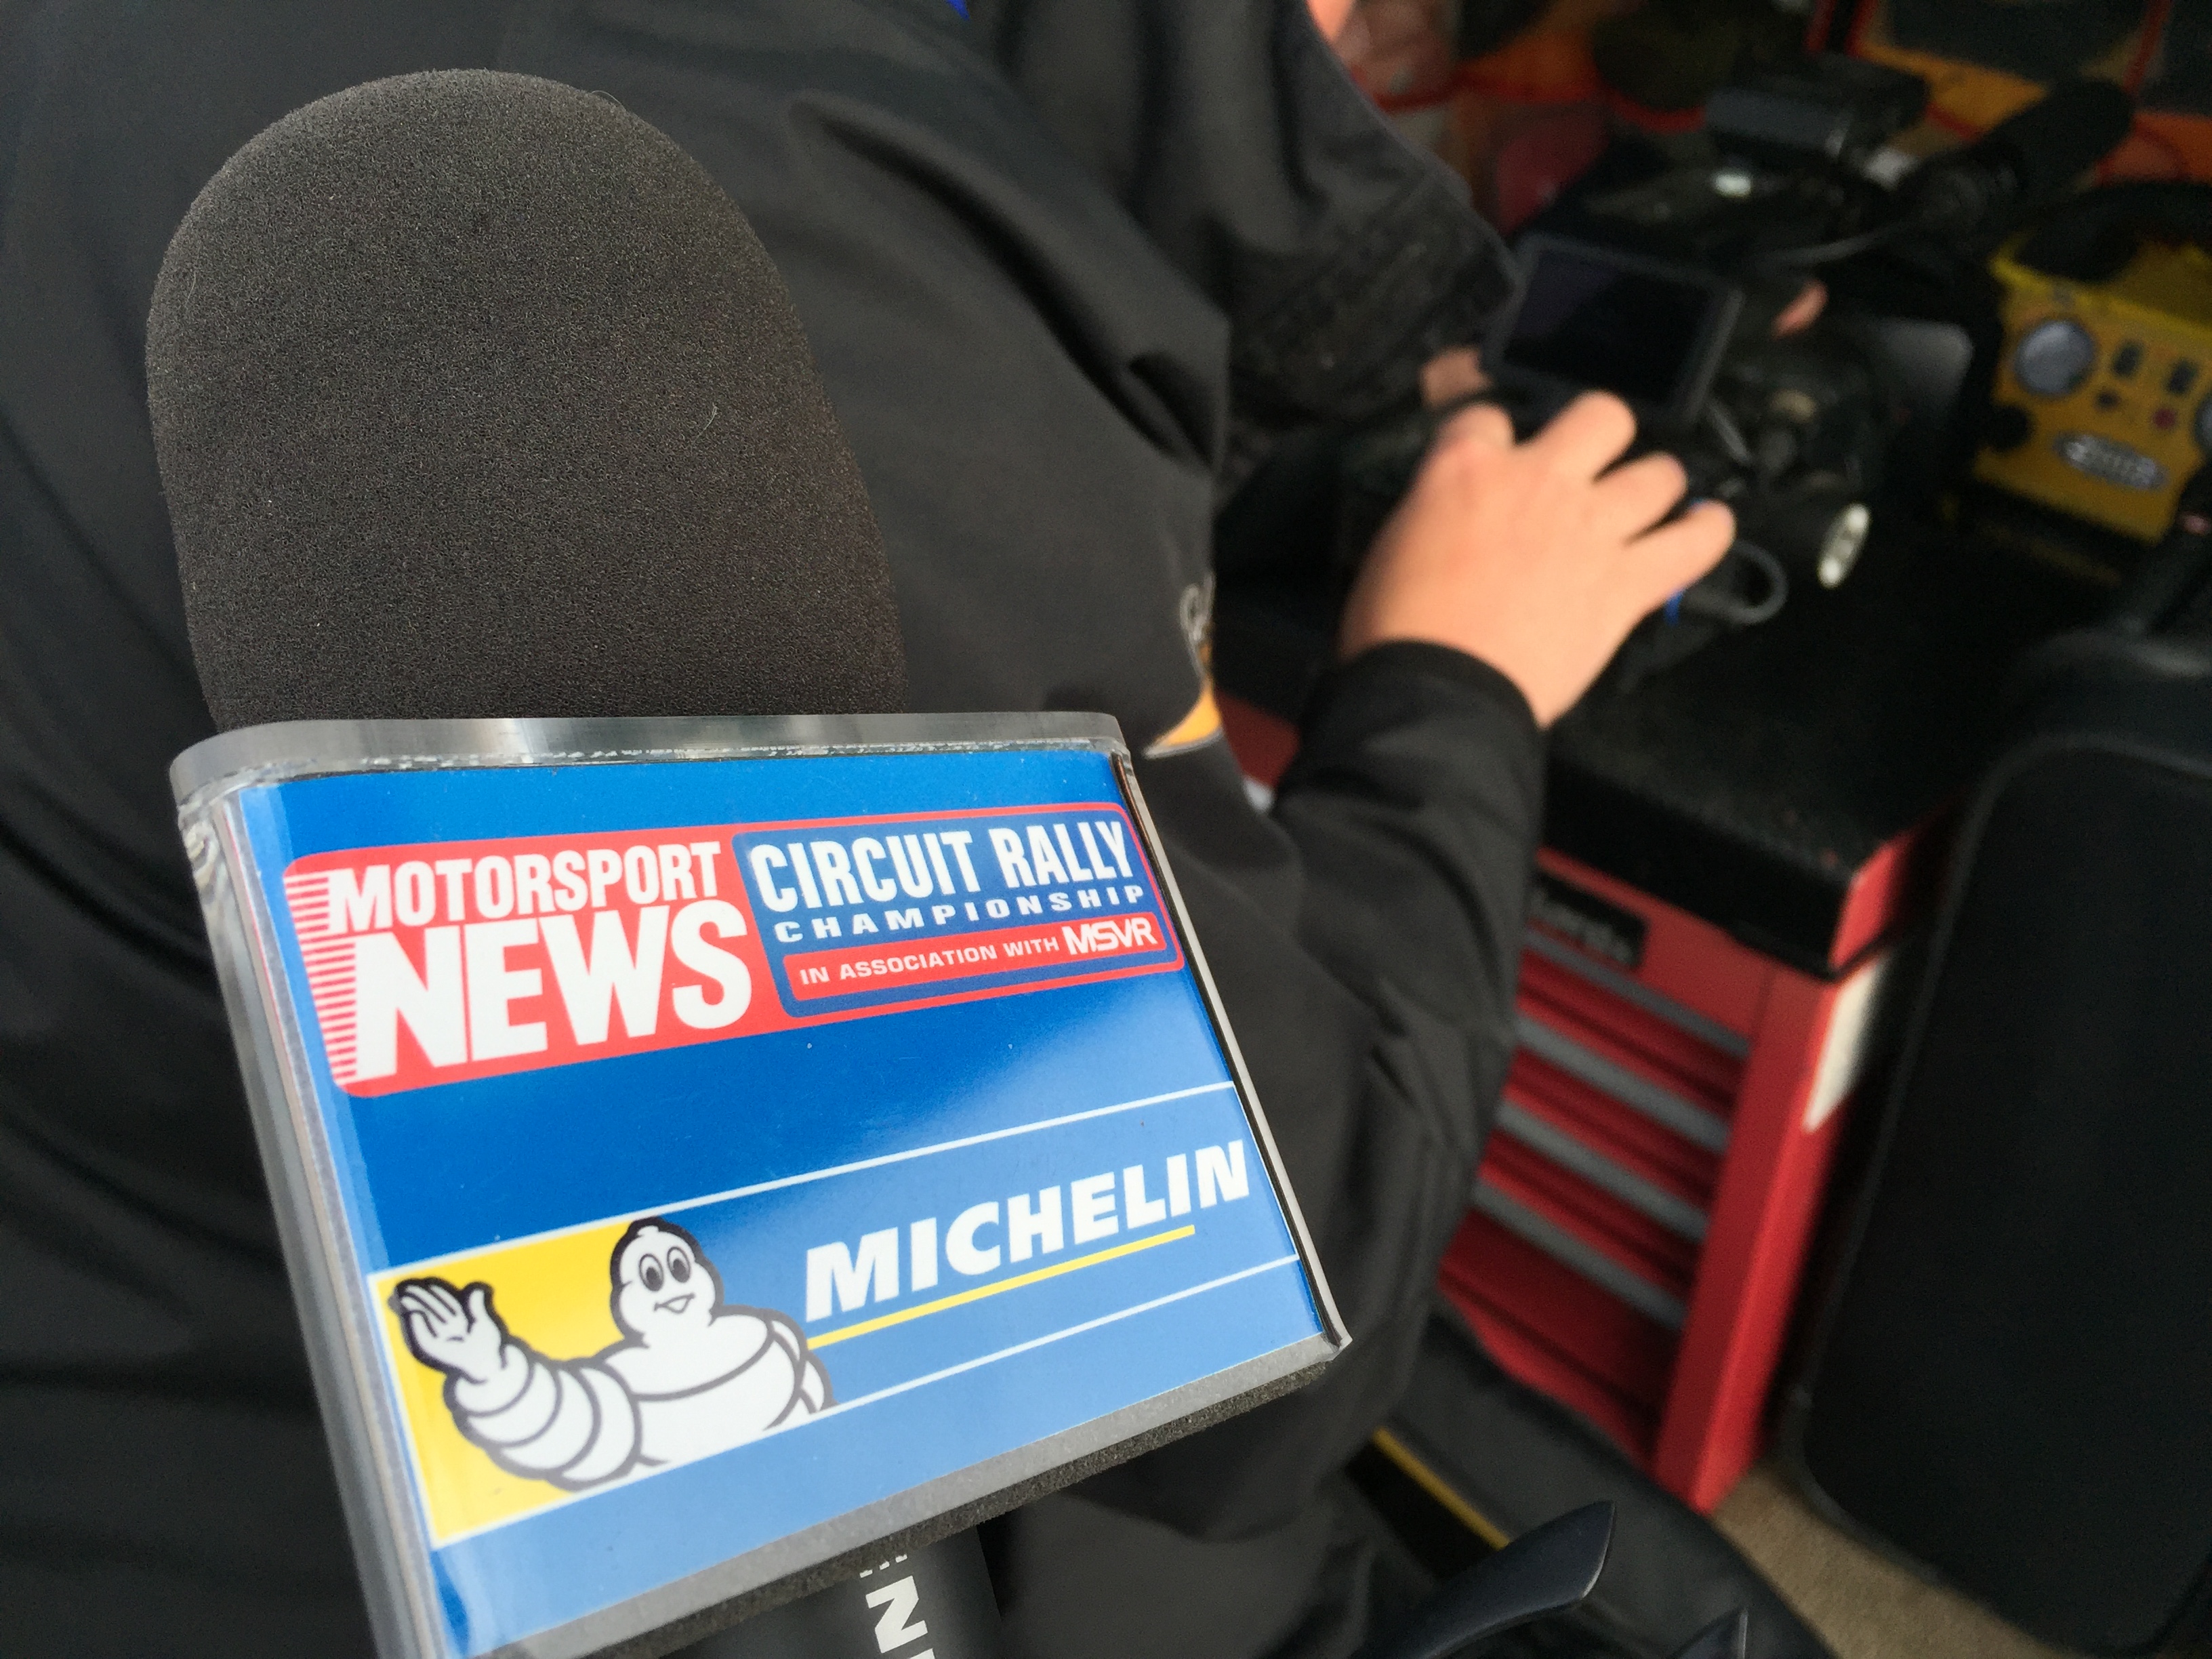 MOTORSPORT
NEWS
CIRCUIT RALLY
CHAMPIONSHIP
IN ASSOCIATION WITH MSVR
MICHELIN